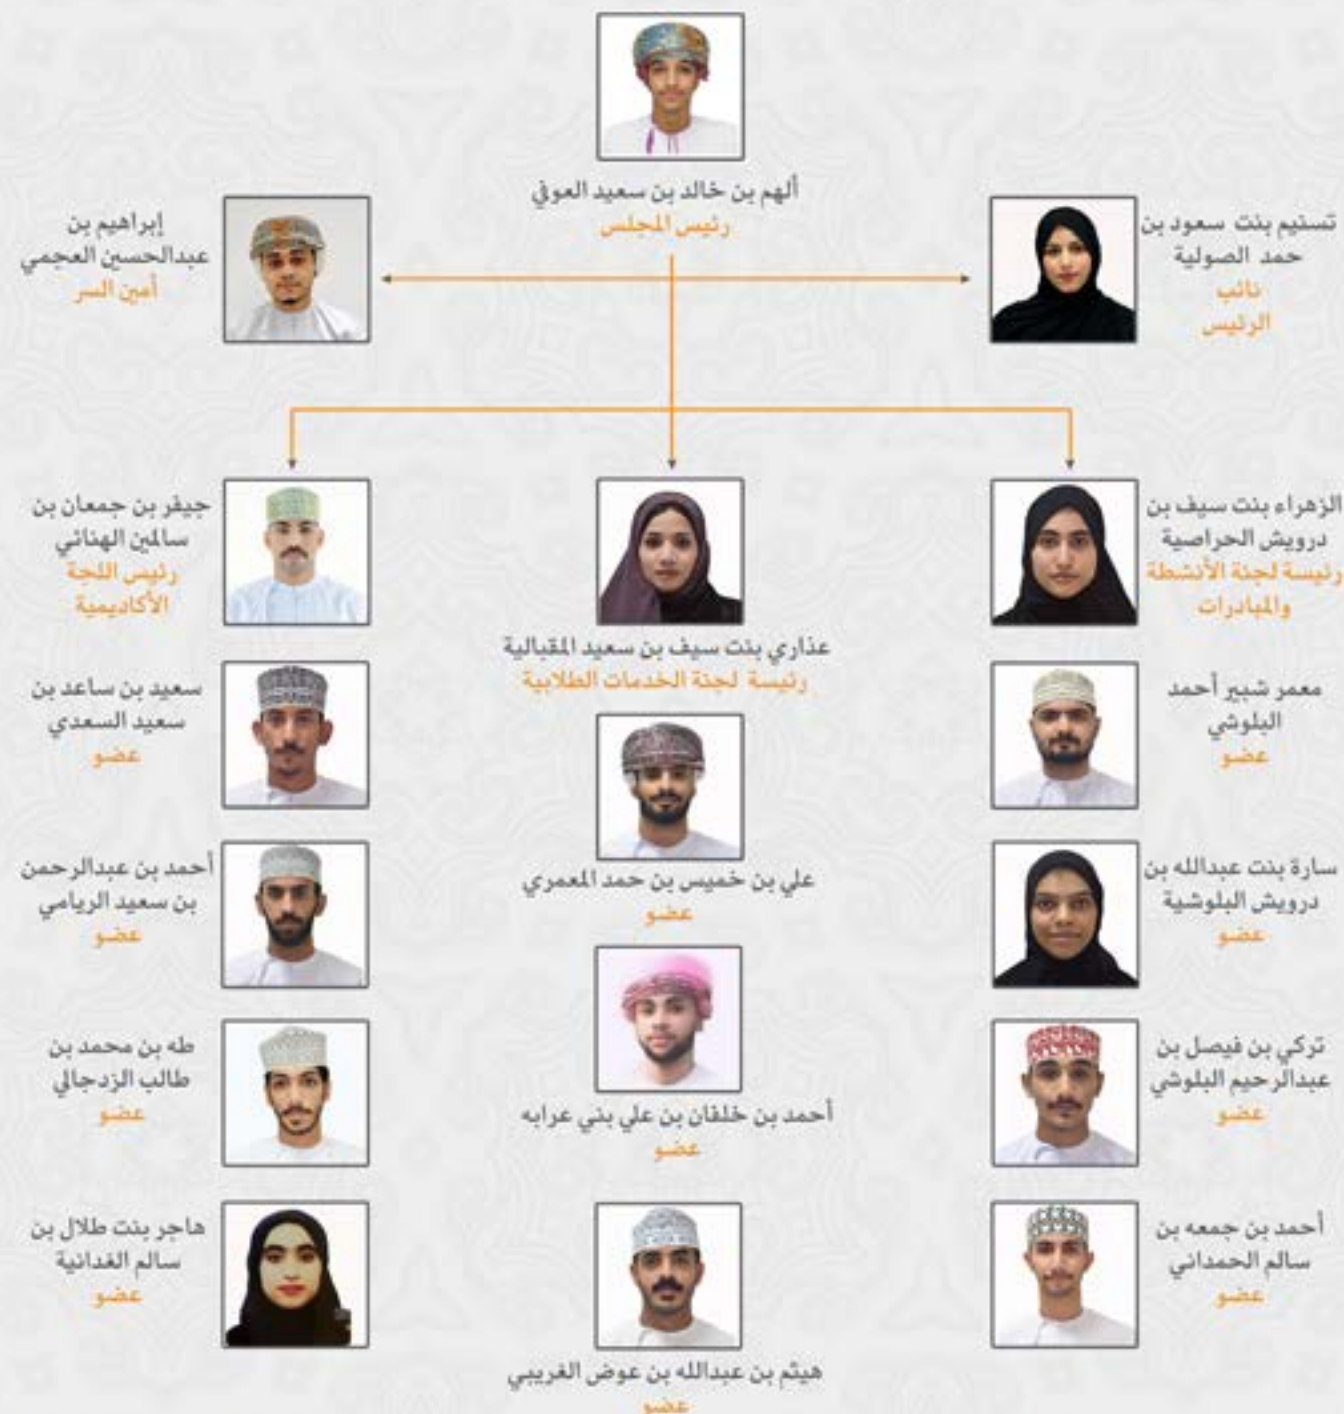 ألهم بن خالد بن سعيد العوفي
رئيس المجلس
تسنيم بنت سعود بن
حمد الصولية
نائب
الرئيس
إبراهيم بن
عبدالحسين العجمي
أمين السر
الزهراء بنت سيف بن
درويش الحراصية
رئيسة لجنة الأنشطة
والمبادرات
معمر شبير أحمد
البلوشي
عضو
سارة بنت عبدالله بن
درويش البلوشية
عضو
تركي بن فيصل بن
عبدالرحيم البلوشي
عضو
أحمد بن جمعه بن
سالم الحمداني
عضو
عذاري بنت سيف بن سعيد المقبالية
رئيسة لجنة الخدمات الطلابية
علي بن خميس بن حمد المعمري
عضو
أحمد بن خلفان بن علي بني عرابه
عضو
هيثم بن عبدالله بن عوض الغريبي
عضو
جيفر بن جمعان بن
سالمين الهنائي
رئيس اللجة
الأكاديمية
سعيد بن ساعد بن
سعيد السعدي
عضو
أحمد بن عبدالرحمن
بن سعيد الريامي
عضو
طه بن محمد بن
طالب الزدجالي
عضو
هاجر بنت طلال بن
سالم الغدانية
عضو